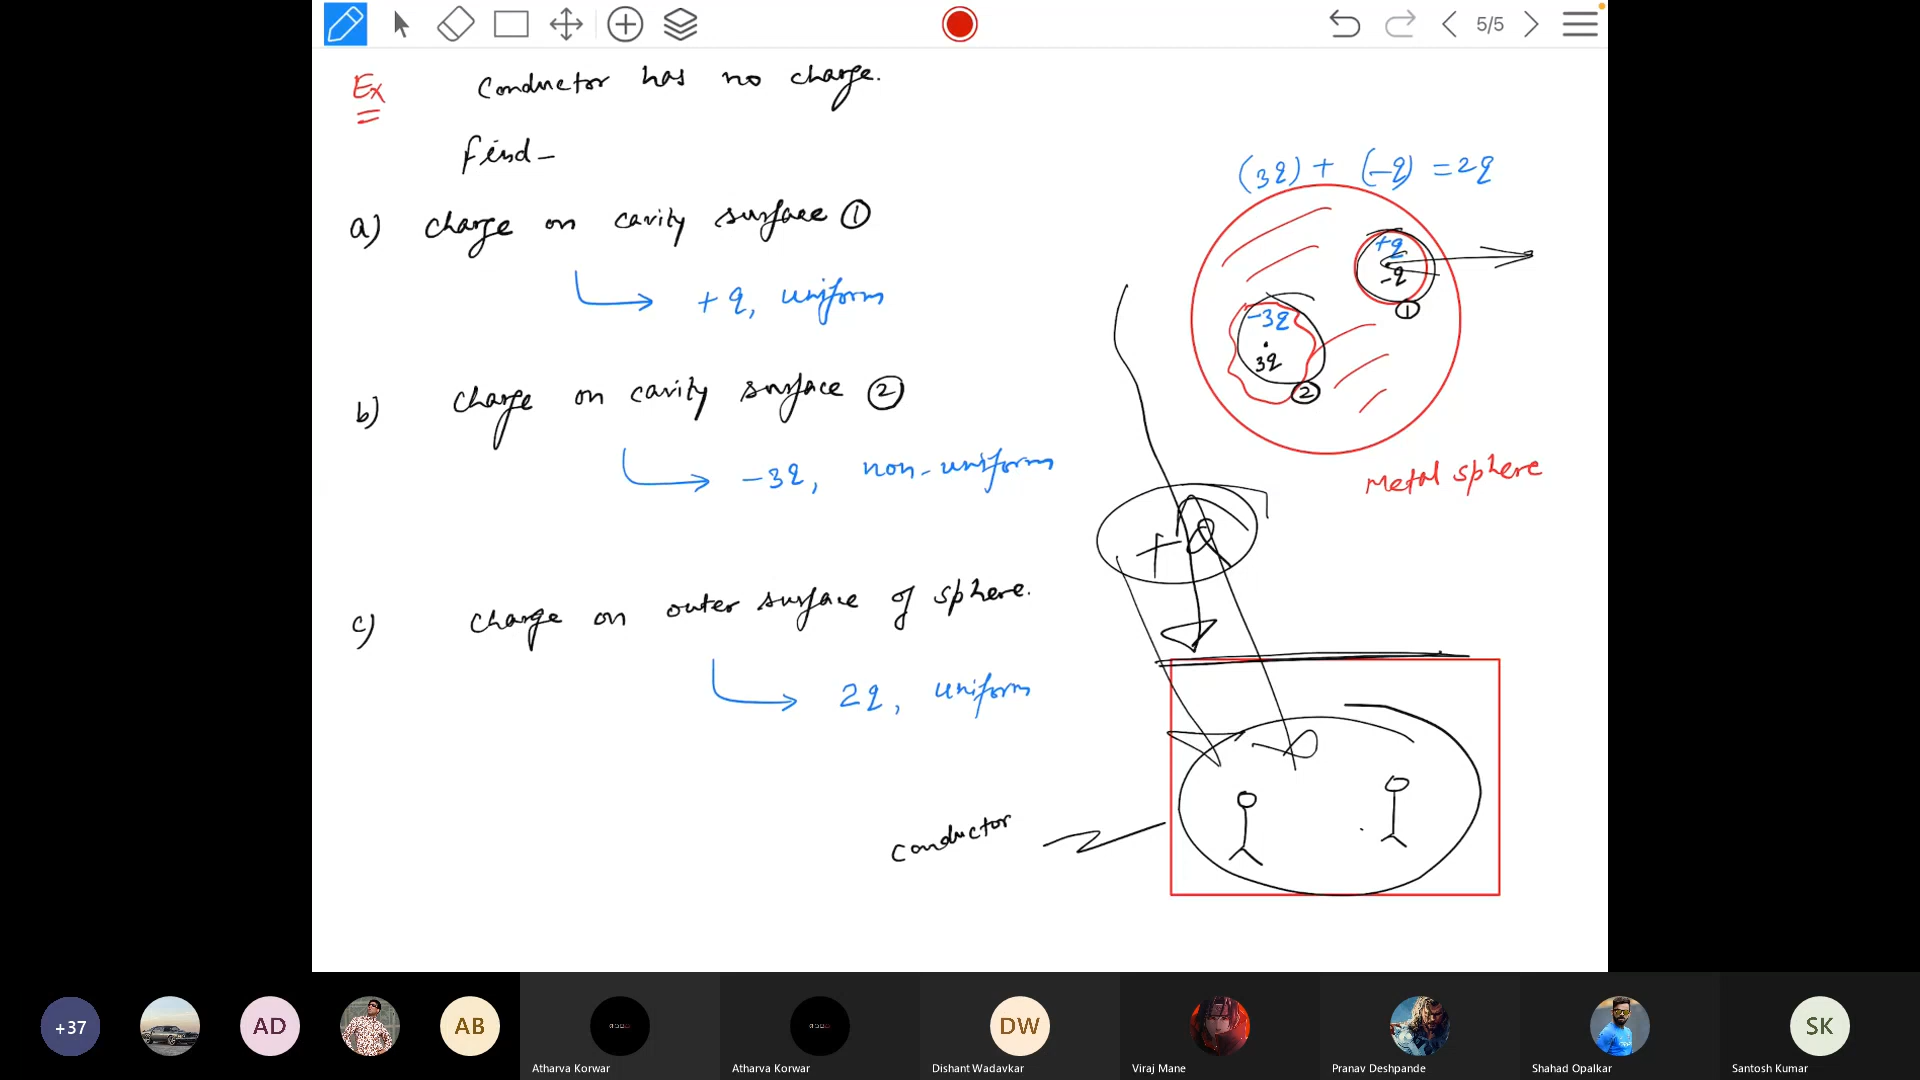 5/5
Ex Conductor has no charge.
find -
(3q) + (-q) = 2q
a) charge on cavity surface ①
+q, uniform
+q
-q
①
-3q
3q
②
b) charge on cavity surface ②
-3q, non-uniform
Metal sphere
+Q
c) charge on outer surface of sphere.
2q, uniform
conductor
+37
AD
AB
DW
SK
Atharva Korwar
Atharva Korwar
Dishant Wadavkar
Viraj Mane
Pranav Deshpande
Shahad Opalkar
Santosh Kumar